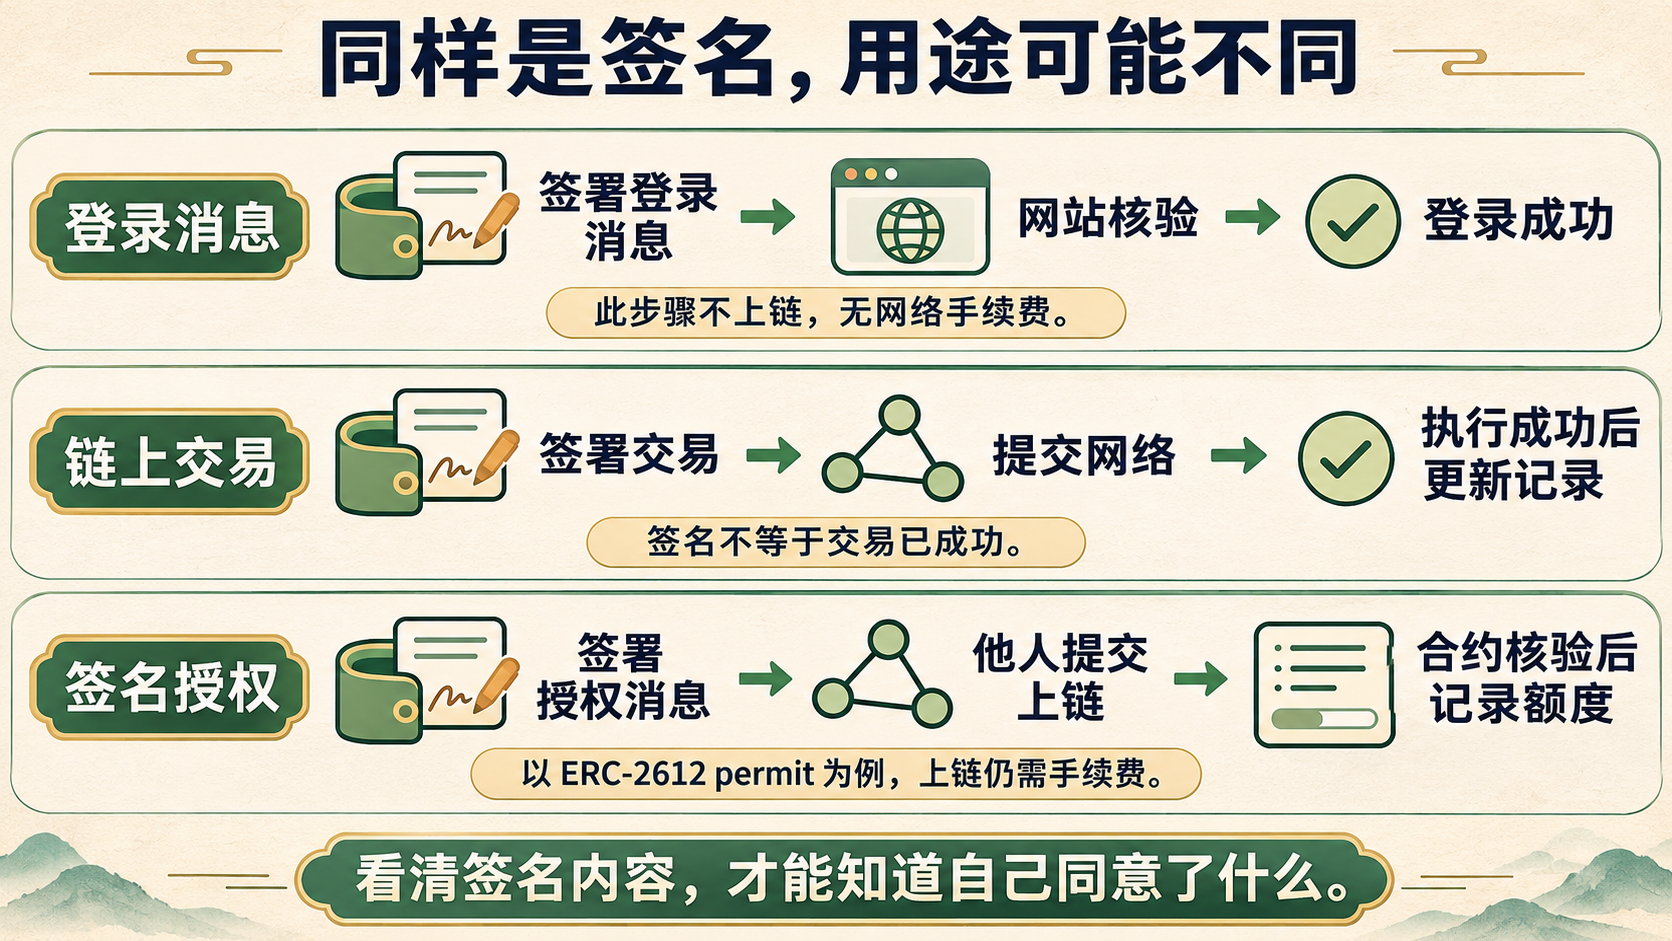 同样是签名，用途可能不同
登录消息
签署登录
消息
网站核验
登录成功
此步骤不上链，无网络手续费。
链上交易
签署交易
提交网络
执行成功后
更新记录
签名不等于交易已成功。
签名授权
签署
授权消息
他人提交
上链
合约核验后
记录额度
以 ERC-2612 permit 为例，上链仍需手续费。
看清签名内容，才能知道自己同意了什么。